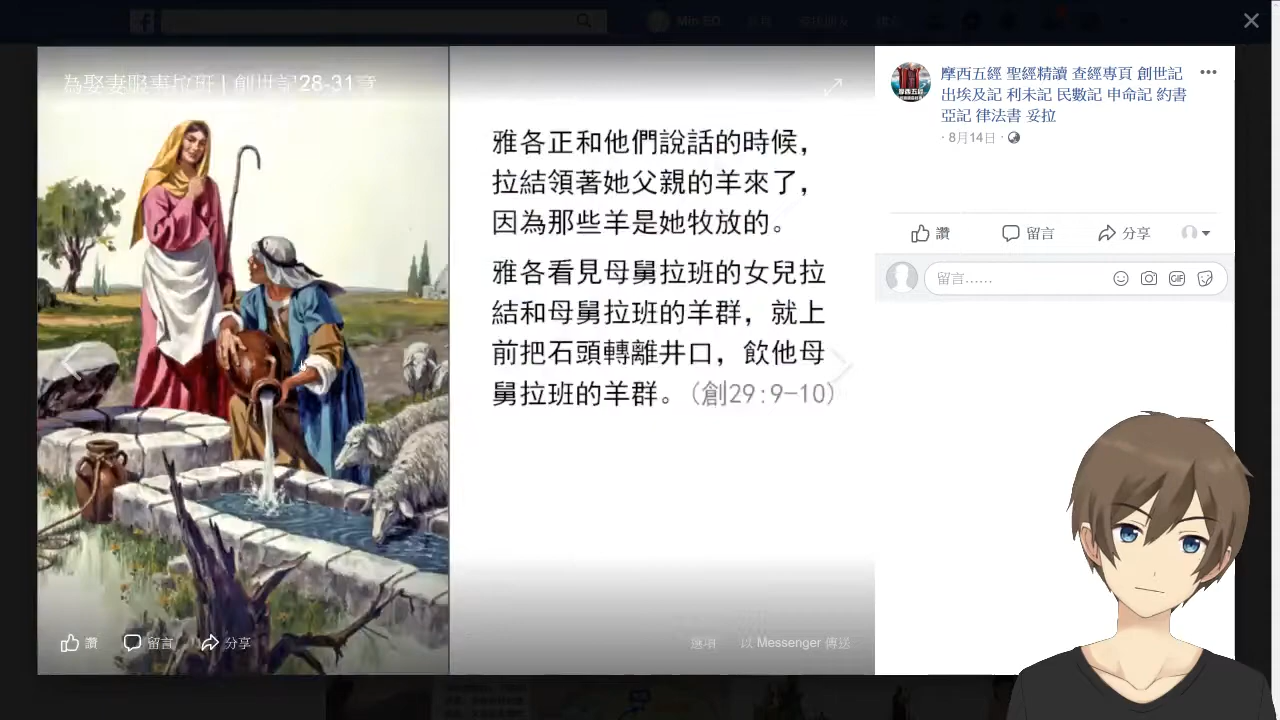 Min EO
為娶妻服事拉班 | 創世記28-31章
雅各正和他們說話的時候，
拉結領著她父親的羊來了，
因為那些羊是她牧放的。
雅各看見母舅拉班的女兒拉
結和母舅拉班的羊群，就上
前把石頭轉離井口，飲他母
舅拉班的羊群。（創29:9-10）
讚 留言 分享
選項 以 Messenger 傳送
摩西五經 聖經精讀 查經專頁 創世記
出埃及記 利未記 民數記 申命記 約書
亞記 律法書 妥拉
· 8月14日 ·
讚 留言 分享
留言......
GIF